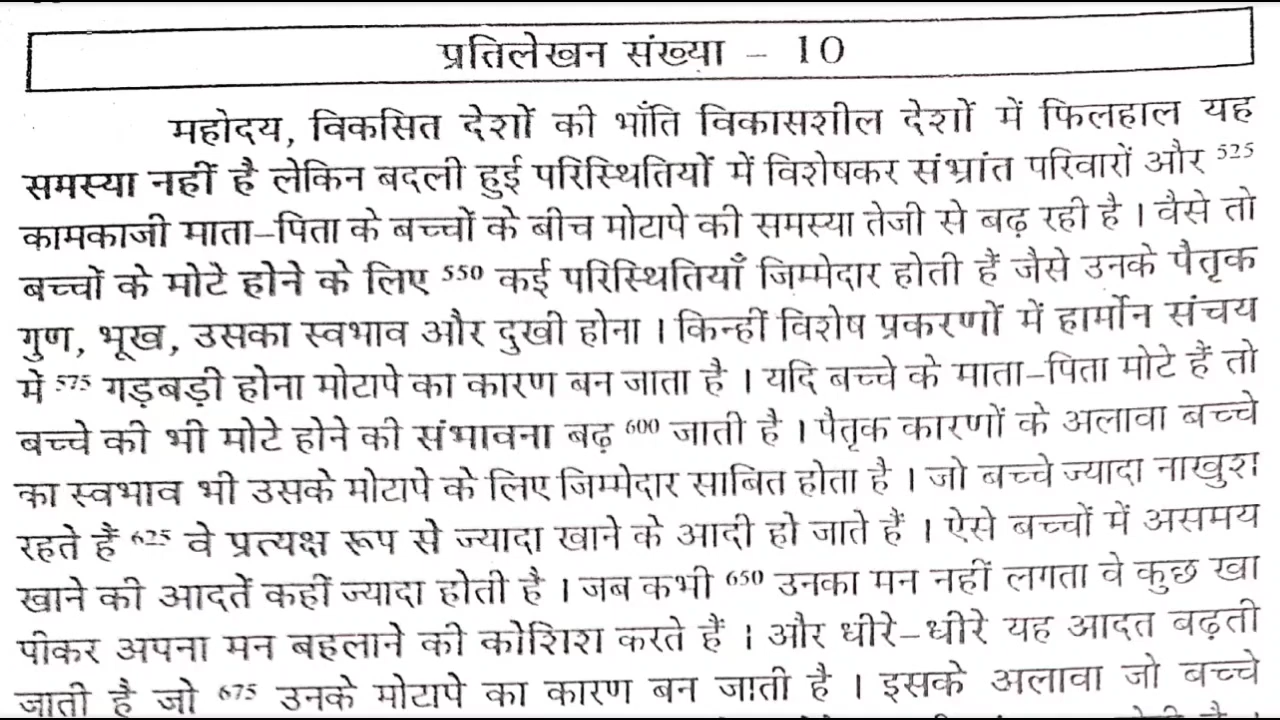 प्रतिलेखन संख्या – 10
महोदय, विकसित देशों की भाँति विकासशील देशों में फिलहाल यह
समस्या नहीं है लेकिन बदली हुई परिस्थितियों में विशेषकर संभ्रांत परिवारों और 525
कामकाजी माता–पिता के बच्चों के बीच मोटापे की समस्या तेजी से बढ़ रही है । वैसे तो
बच्चों के मोटे होने के लिए 550 कई परिस्थितियाँ जिम्मेदार होती हैं जैसे उनके पैतृक
गुण, भूख, उसका स्वभाव और दुखी होना । किन्हीं विशेष प्रकरणों में हार्मोन संचय
में 575 गड़बड़ी होना मोटापे का कारण बन जाता है । यदि बच्चे के माता–पिता मोटे हैं तो
बच्चे की भी मोटे होने की संभावना बढ़ 600 जाती है । पैतृक कारणों के अलावा बच्चे
का स्वभाव भी उसके मोटापे के लिए जिम्मेदार साबित होता है । जो बच्चे ज्यादा नाखुश
रहते हैं 625 वे प्रत्यक्ष रूप से ज्यादा खाने के आदी हो जाते हैं । ऐसे बच्चों में असमय
खाने की आदतें कहीं ज्यादा होती है । जब कभी 650 उनका मन नहीं लगता वे कुछ खा
पीकर अपना मन बहलाने की कोशिश करते हैं । और धीरे–धीरे यह आदत बढ़ती
जाती है जो 675 उनके मोटापे का कारण बन जाती है । इसके अलावा जो बच्चे